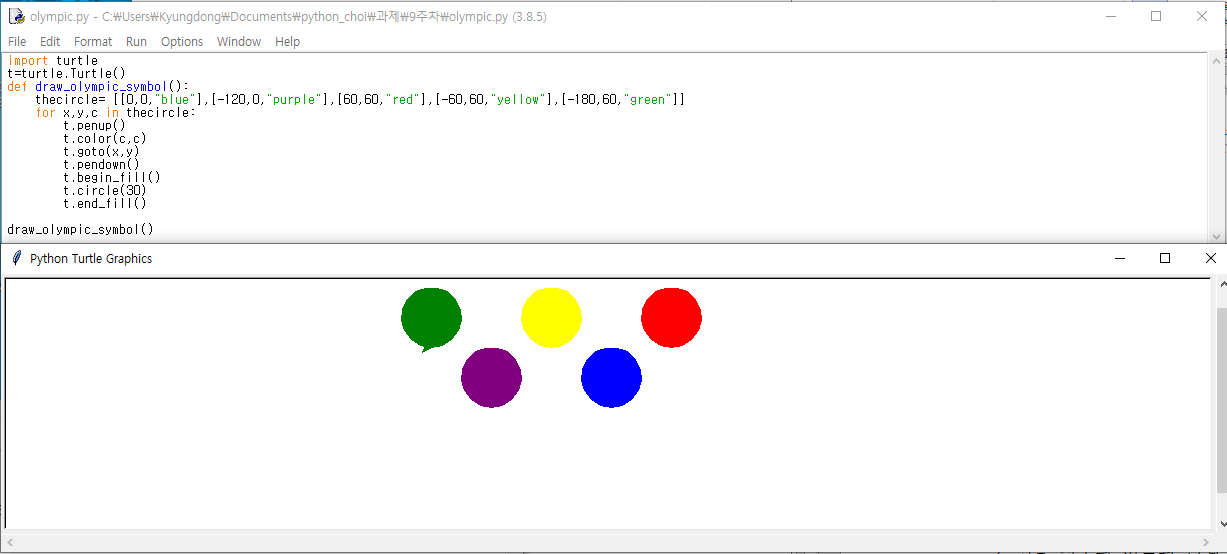 olympic.py - C:₩Users₩Kyungdong₩Documents₩python_choi₩과제₩9주차₩olympic.py (3.8.5)
File Edit Format Run Options Window Help
import turtle
t=turtle.Turtle()
def draw_olympic_symbol():
    thecircle= [[0,0,"blue"],[-120,0,"purple"],[60,60,"red"],[-60,60,"yellow"],[-180,60,"green"]]
    for x,y,c in thecircle:
        t.penup()
        t.color(c,c)
        t.goto(x,y)
        t.pendown()
        t.begin_fill()
        t.circle(30)
        t.end_fill()
draw_olympic_symbol()
Python Turtle Graphics